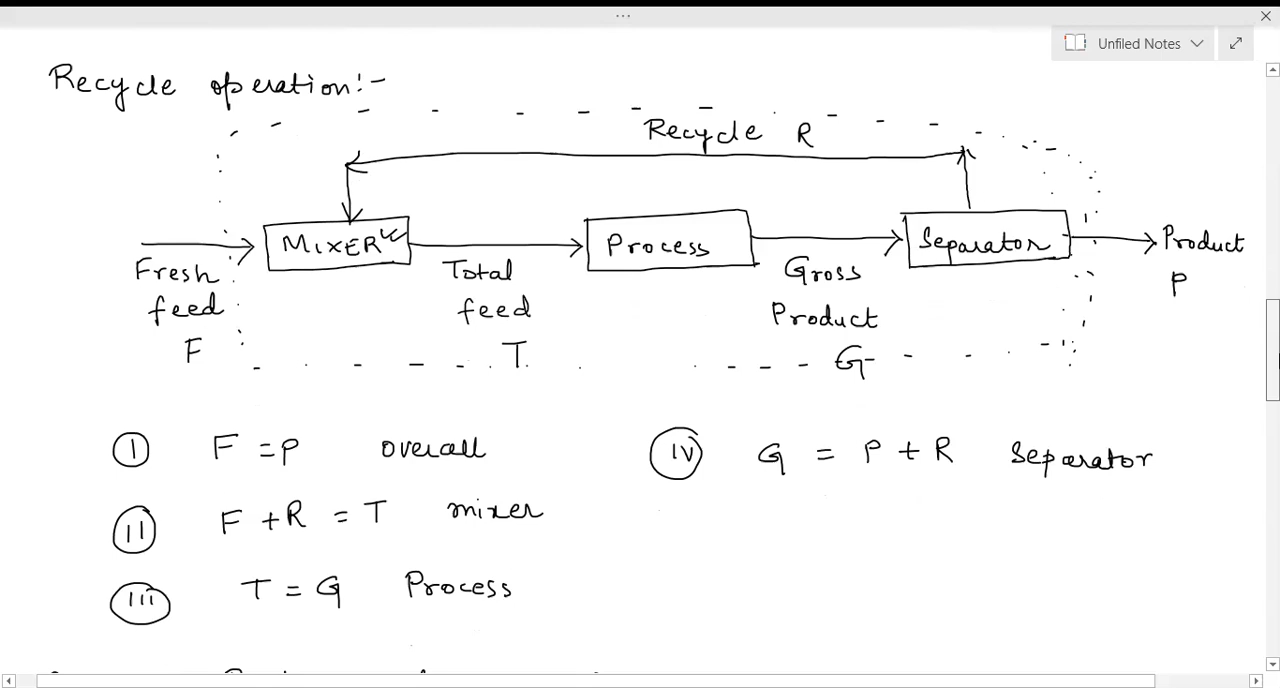 Unfiled Notes
Recycle operation:-
Recycle R
MIXER
Process
Separator
Product
P
Fresh
feed
F
Total
feed
T
Gross
Product
G
I F = P overall
II F + R = T mixer
III T = G Process
IV G = P + R Separator